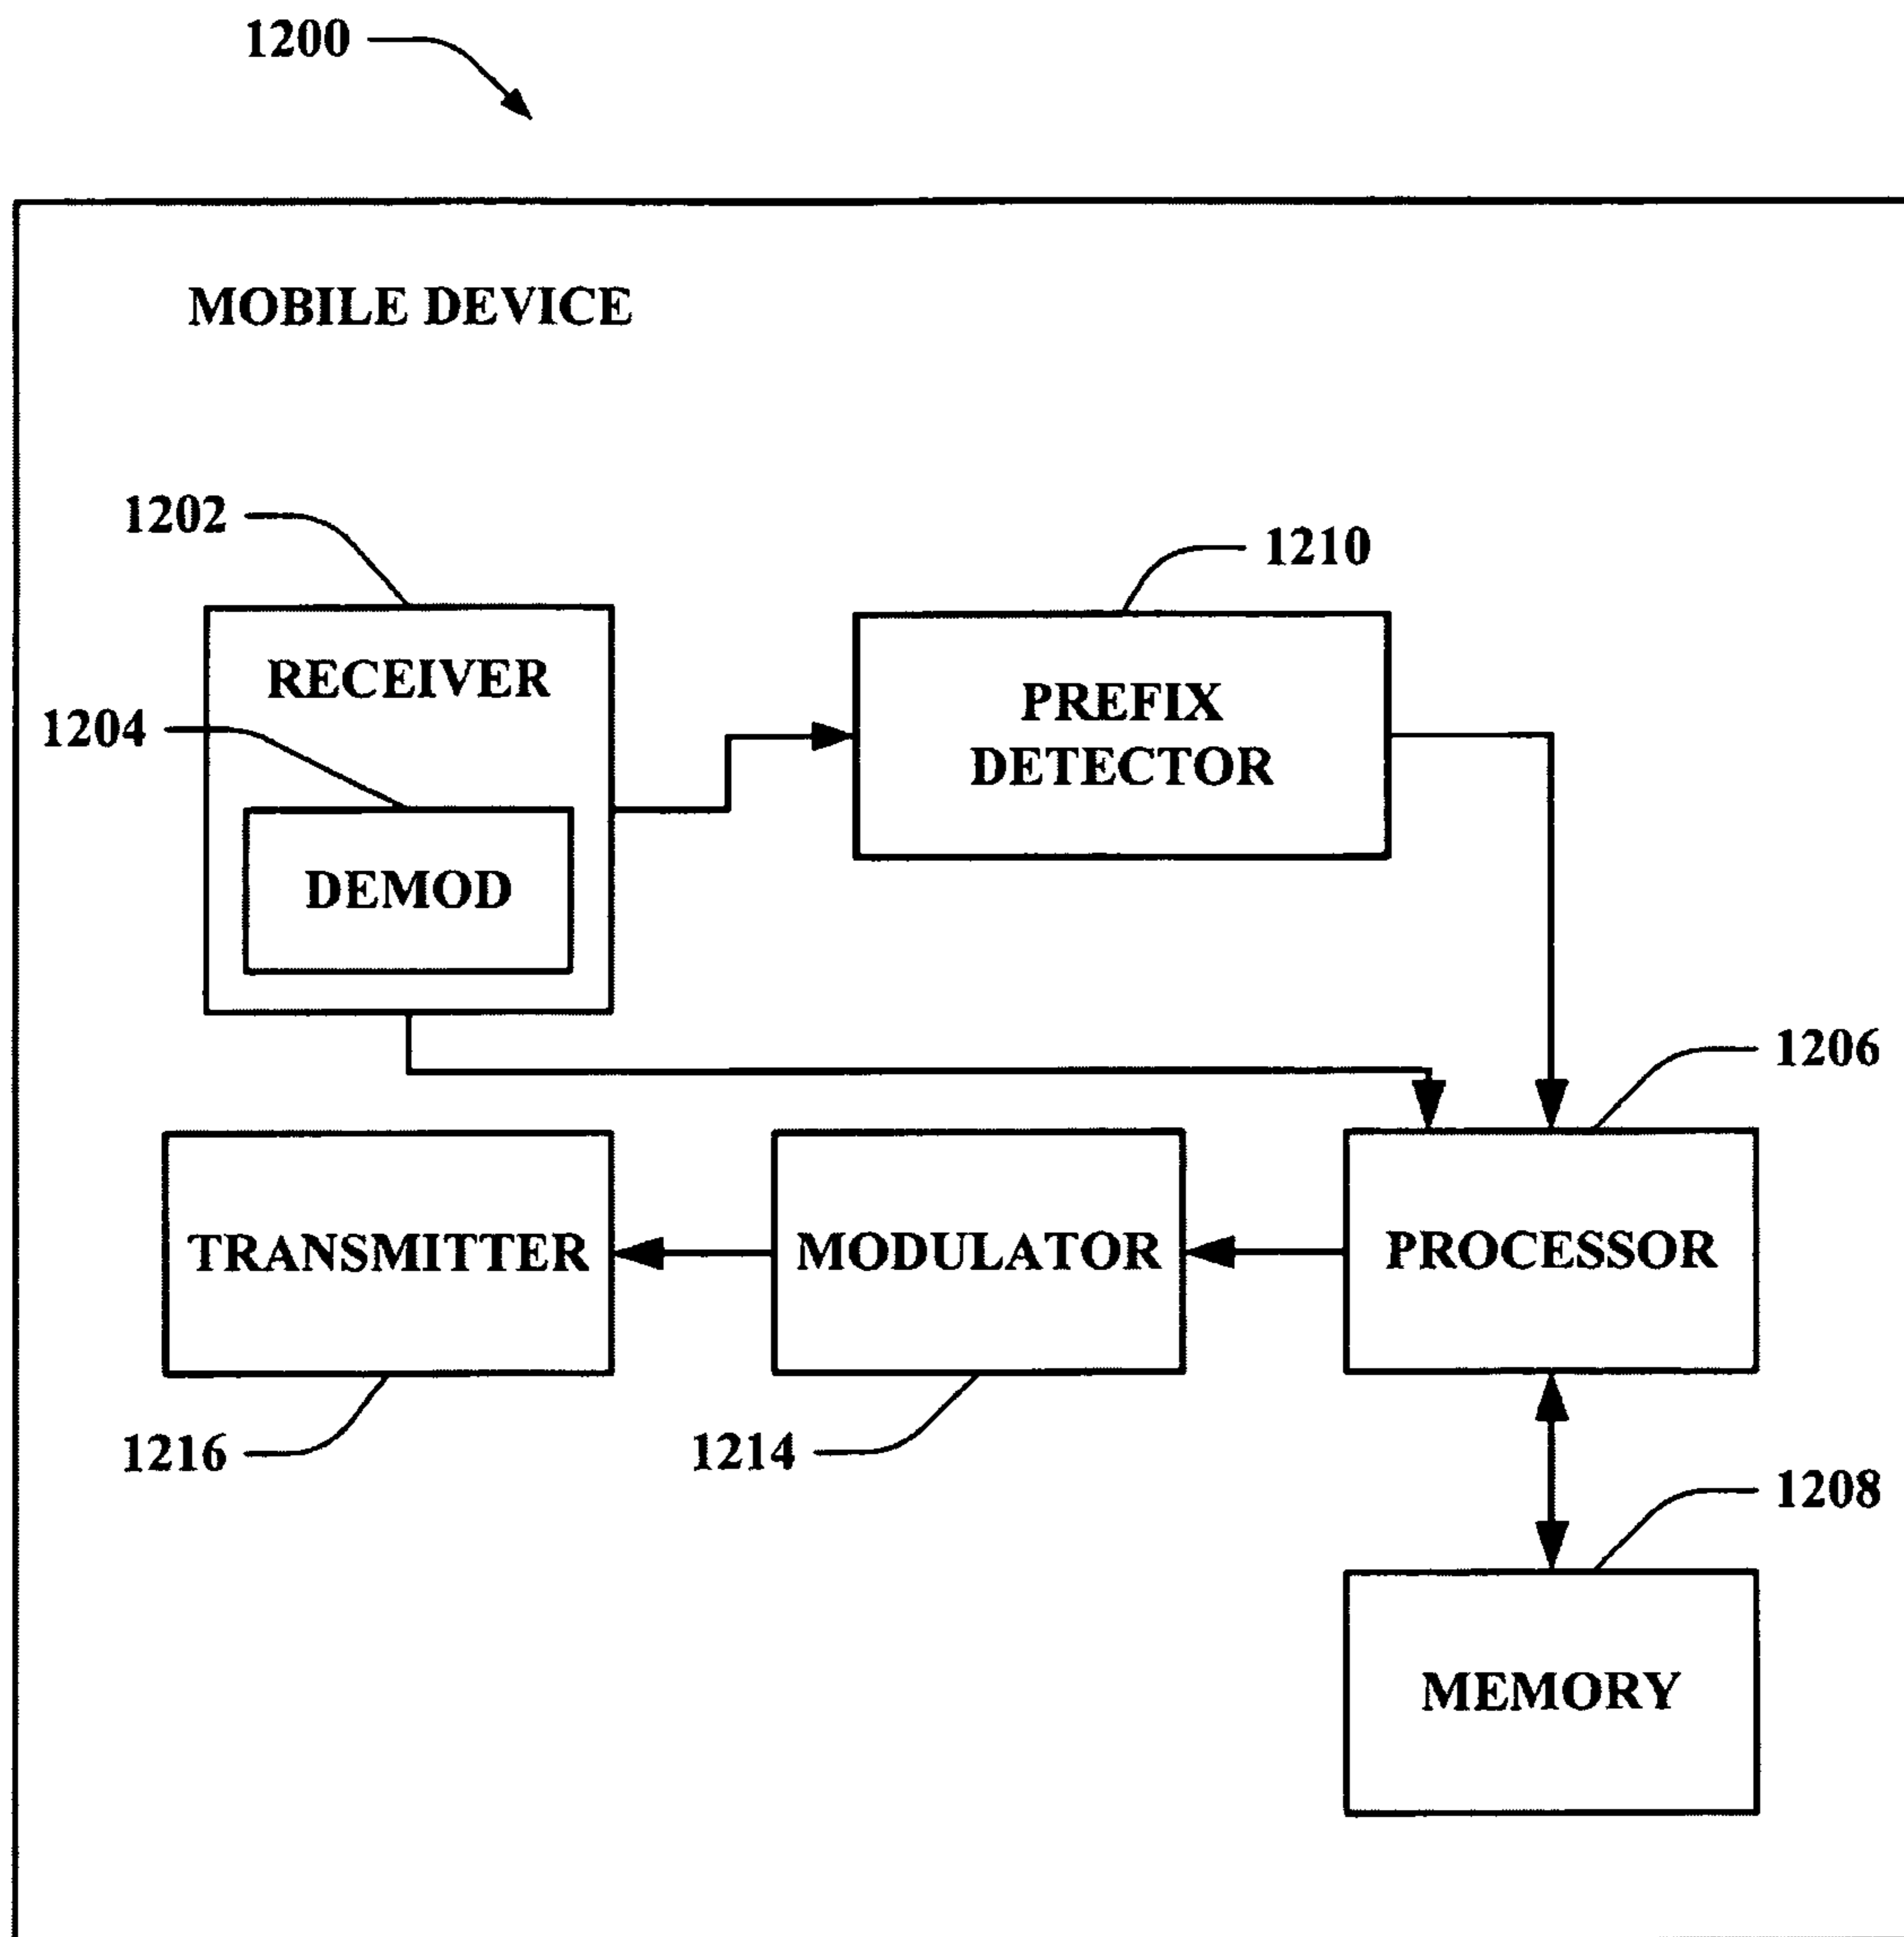 1200
MOBILE DEVICE
1202
1210
RECEIVER
PREFIX
DETECTOR
1204
DEMOD
1206
TRANSMITTER
MODULATOR
PROCESSOR
1216
1214
1208
MEMORY